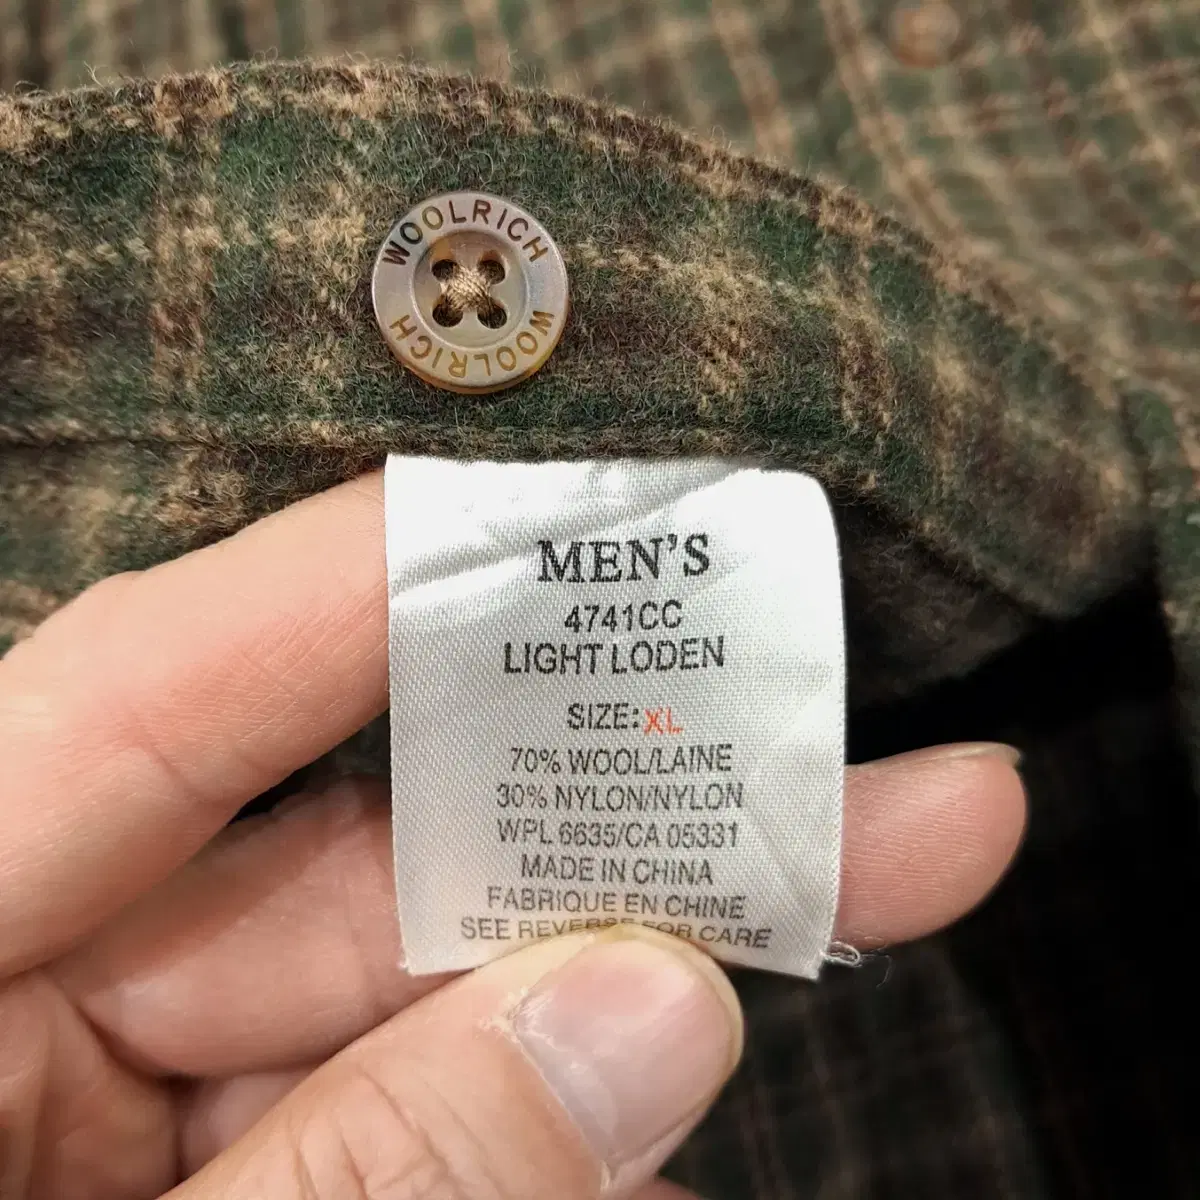 WOOLRICH
WOOLRICH
MEN'S
4741CC
LIGHT LODEN
SIZE: XL
70% WOOL/LAINE
30% NYLON/NYLON
WPL 6635/CA 05331
MADE IN CHINA
FABRIQUE EN CHINE
SEE REVERSE FOR CARE